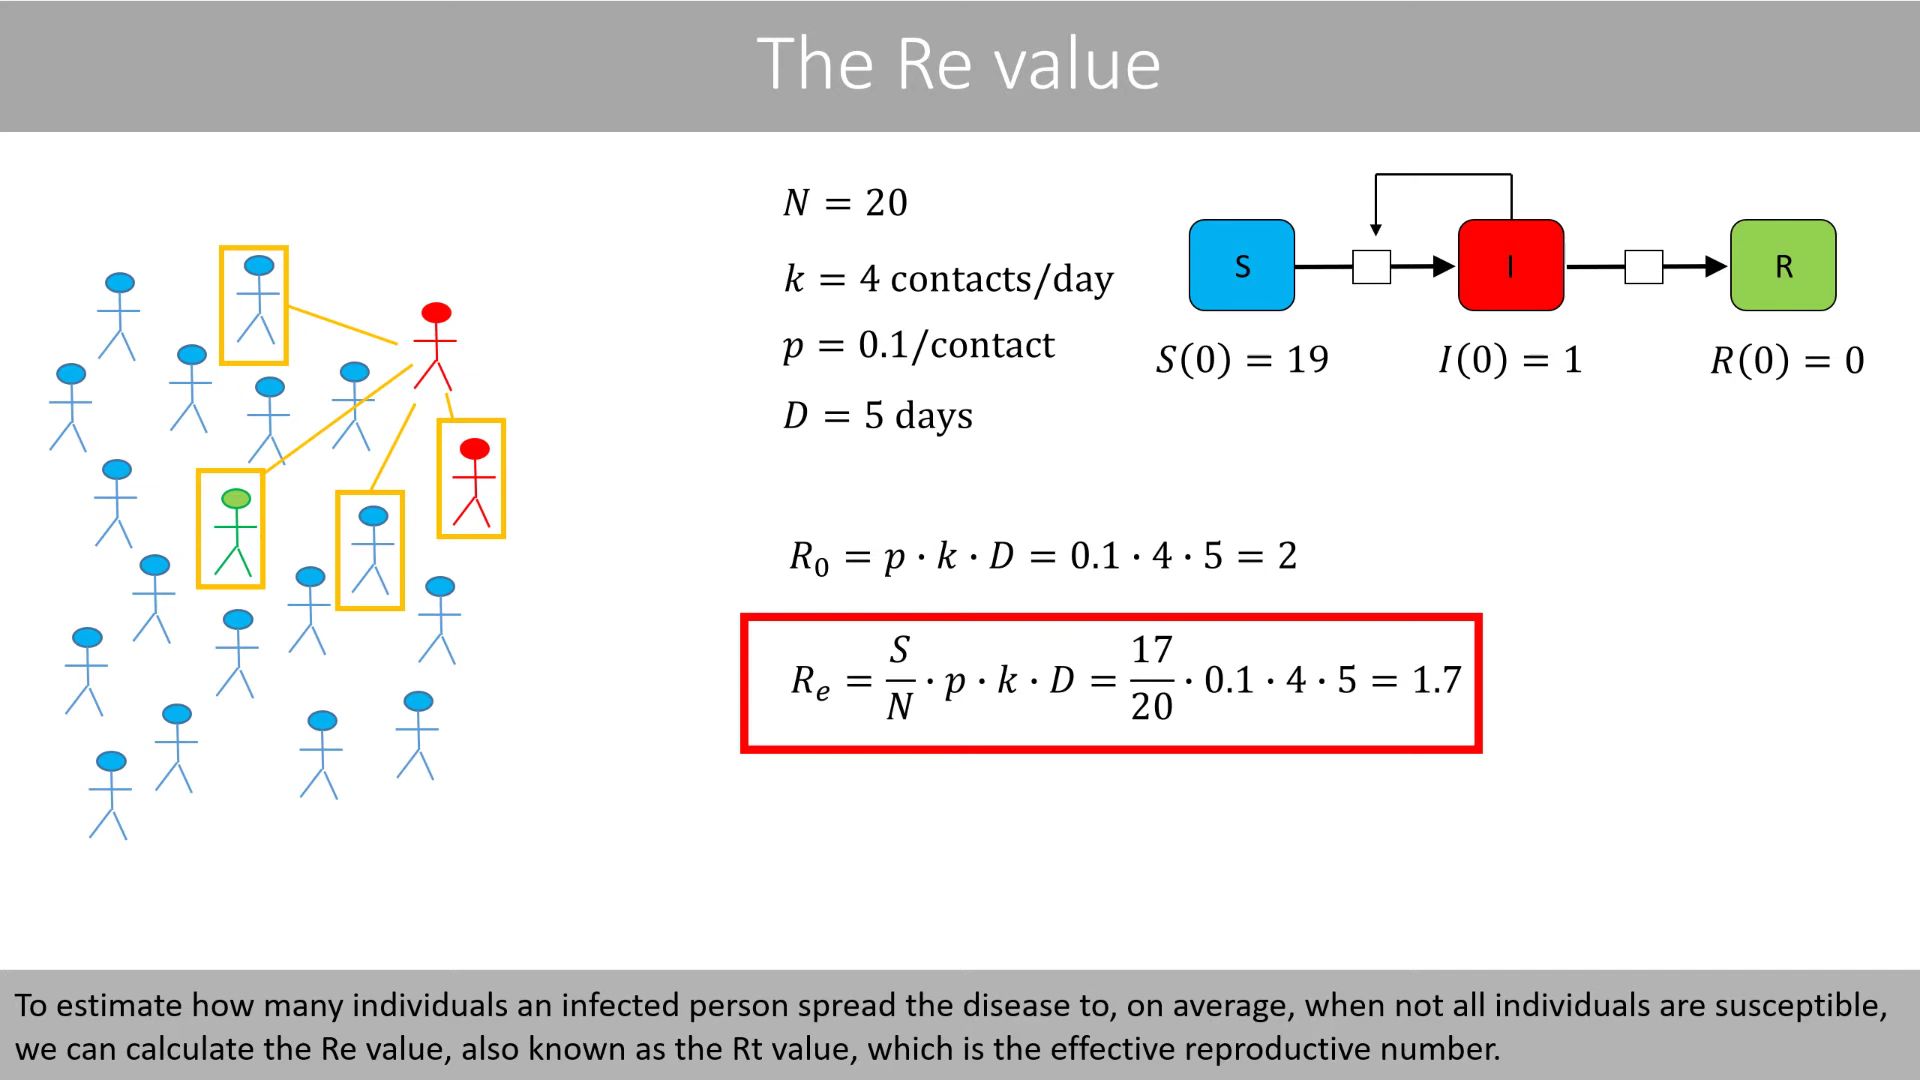 The Re value
N = 20
k = 4 contacts/day
p = 0.1/contact
D = 5 days
S
I
R
S(0) = 19
I(0) = 1
R(0) = 0
R₀ = p · k · D = 0.1 · 4 · 5 = 2
Rₑ = S/N · p · k · D = 17/20 · 0.1 · 4 · 5 = 1.7
To estimate how many individuals an infected person spread the disease to, on average, when not all individuals are susceptible,
we can calculate the Re value, also known as the Rt value, which is the effective reproductive number.